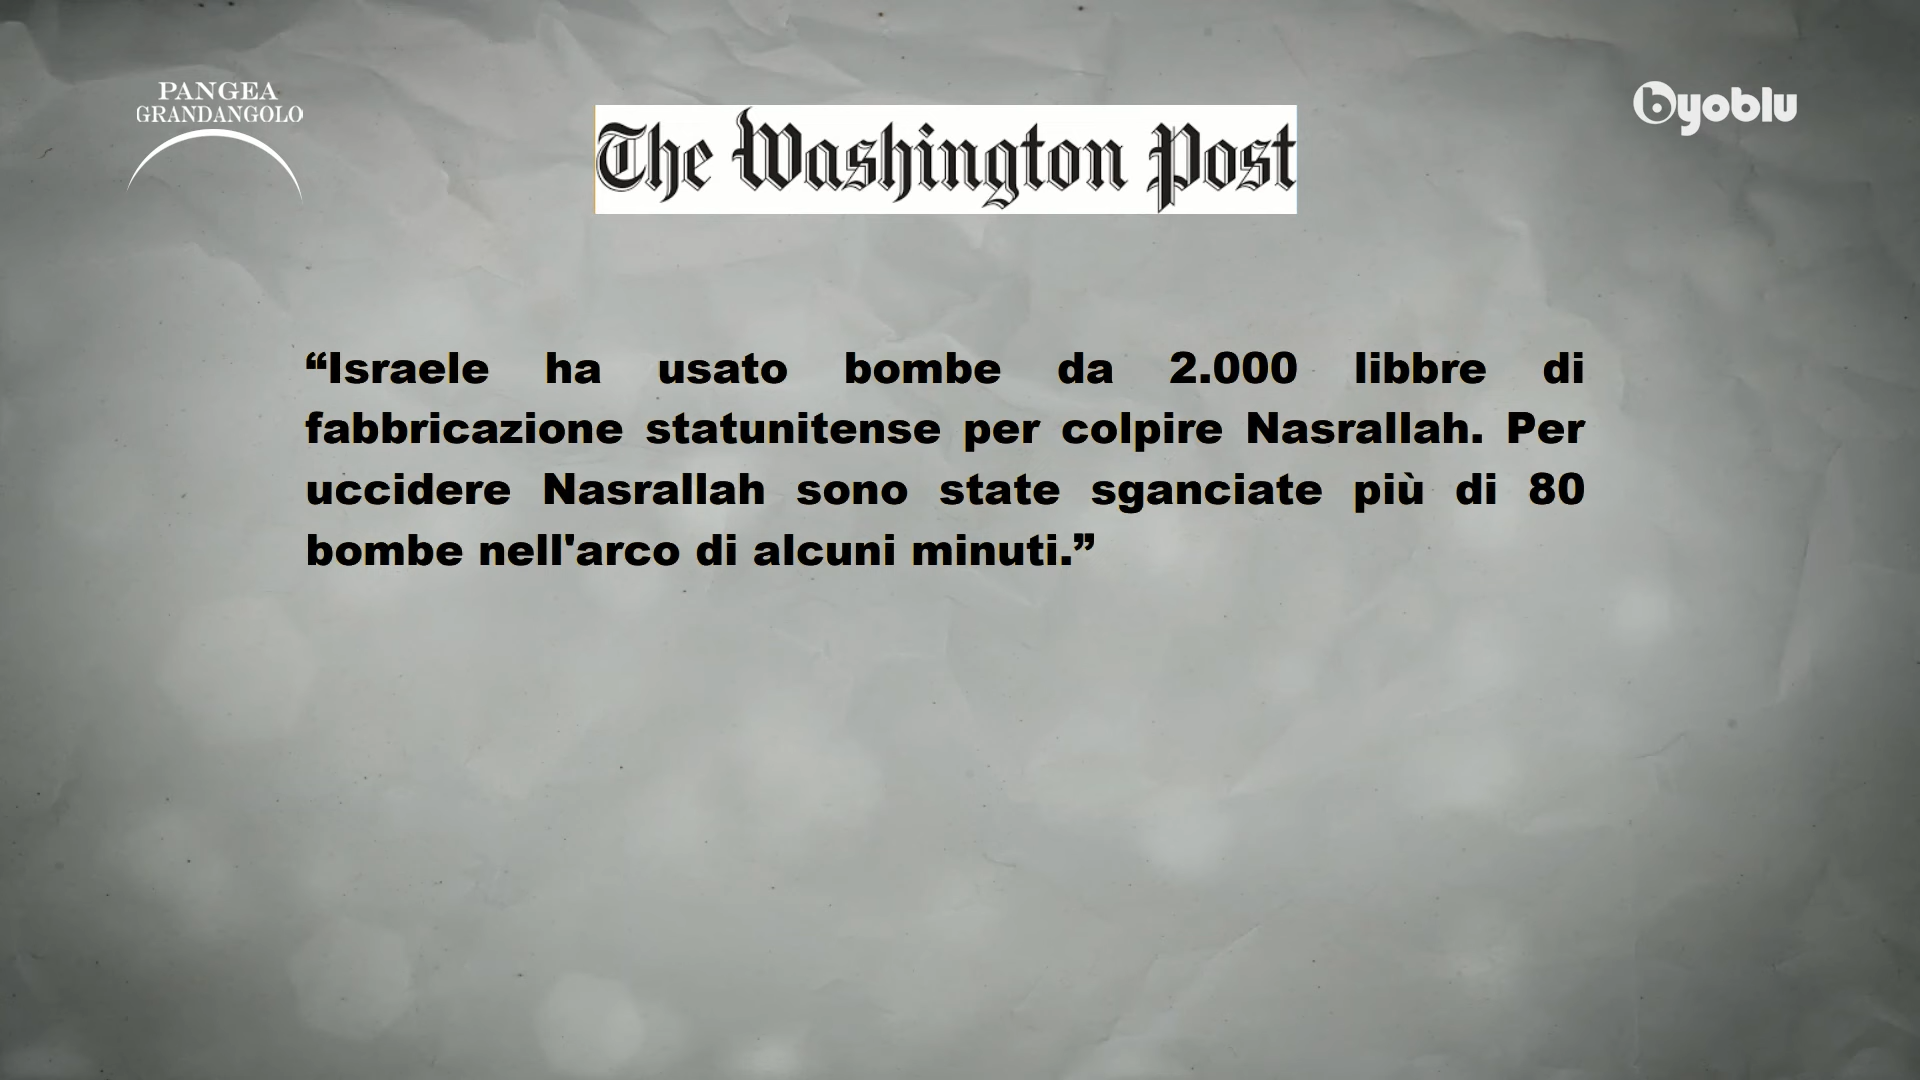 PANGEA
GRANDANGOLO
byoblu
The Washington Post
“Israele ha usato bombe da 2.000 libbre di
fabbricazione statunitense per colpire Nasrallah. Per
uccidere Nasrallah sono state sganciate più di 80
bombe nell'arco di alcuni minuti.”